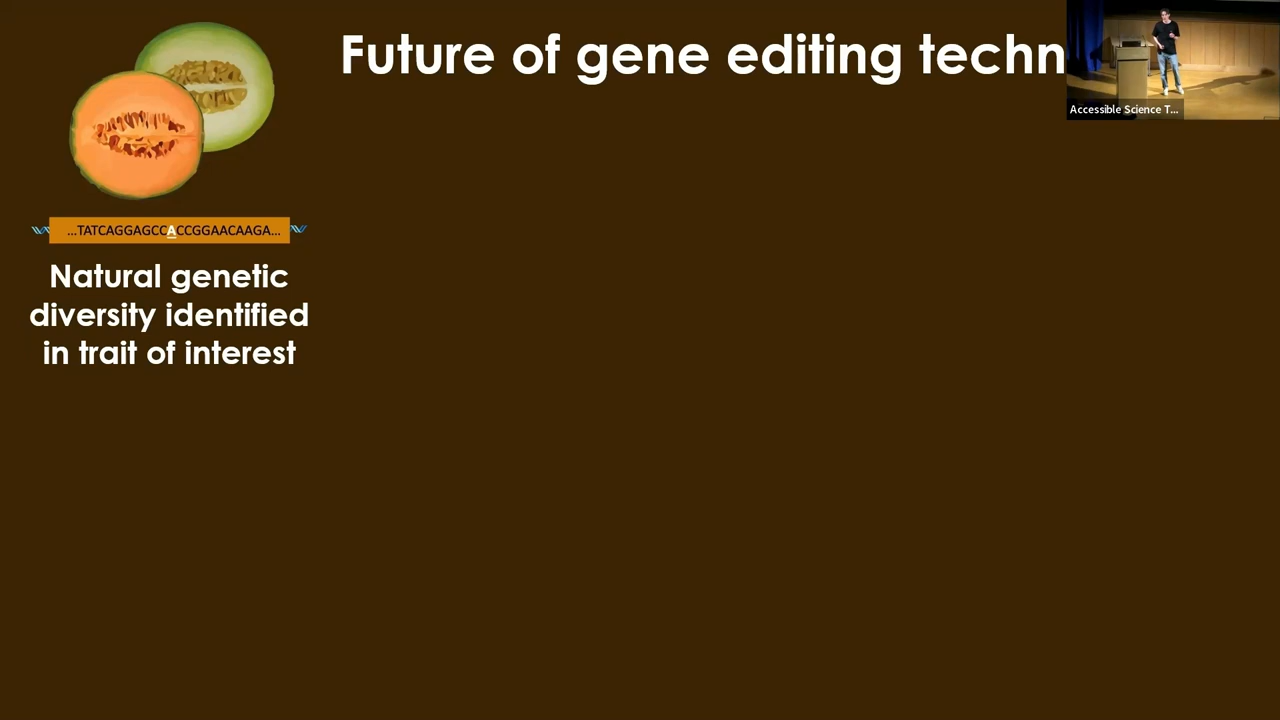 Future of gene editing techn
Accessible Science T...
...TATCAGGAGCCACCGGAACAAGA...
Natural genetic
diversity identified
in trait of interest